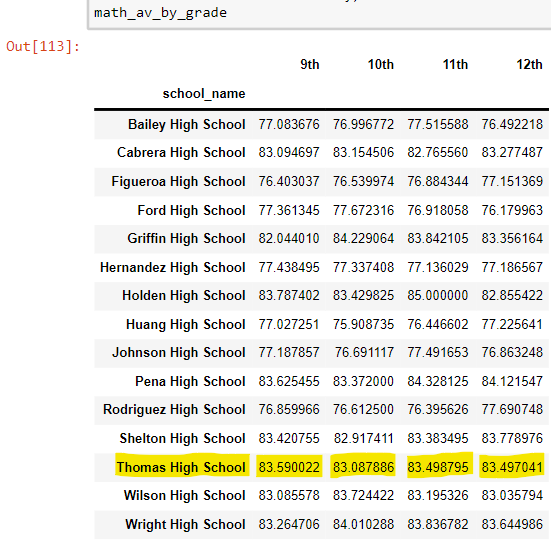 math_av_by_grade
Out[113]:
9th 10th 11th 12th
school_name
Bailey High School 77.083676 76.996772 77.515588 76.492218
Cabrera High School 83.094697 83.154506 82.765560 83.277487
Figueroa High School 76.403037 76.539974 76.884344 77.151369
Ford High School 77.361345 77.672316 76.918058 76.179963
Griffin High School 82.044010 84.229064 83.842105 83.356164
Hernandez High School 77.438495 77.337408 77.136029 77.186567
Holden High School 83.787402 83.429825 85.000000 82.855422
Huang High School 77.027251 75.908735 76.446602 77.225641
Johnson High School 77.187857 76.691117 77.491653 76.863248
Pena High School 83.625455 83.372000 84.328125 84.121547
Rodriguez High School 76.859966 76.612500 76.395626 77.690748
Shelton High School 83.420755 82.917411 83.383495 83.778976
Thomas High School 83.590022 83.087886 83.498795 83.497041
Wilson High School 83.085578 83.724422 83.195326 83.035794
Wright High School 83.264706 84.010288 83.836782 83.644986